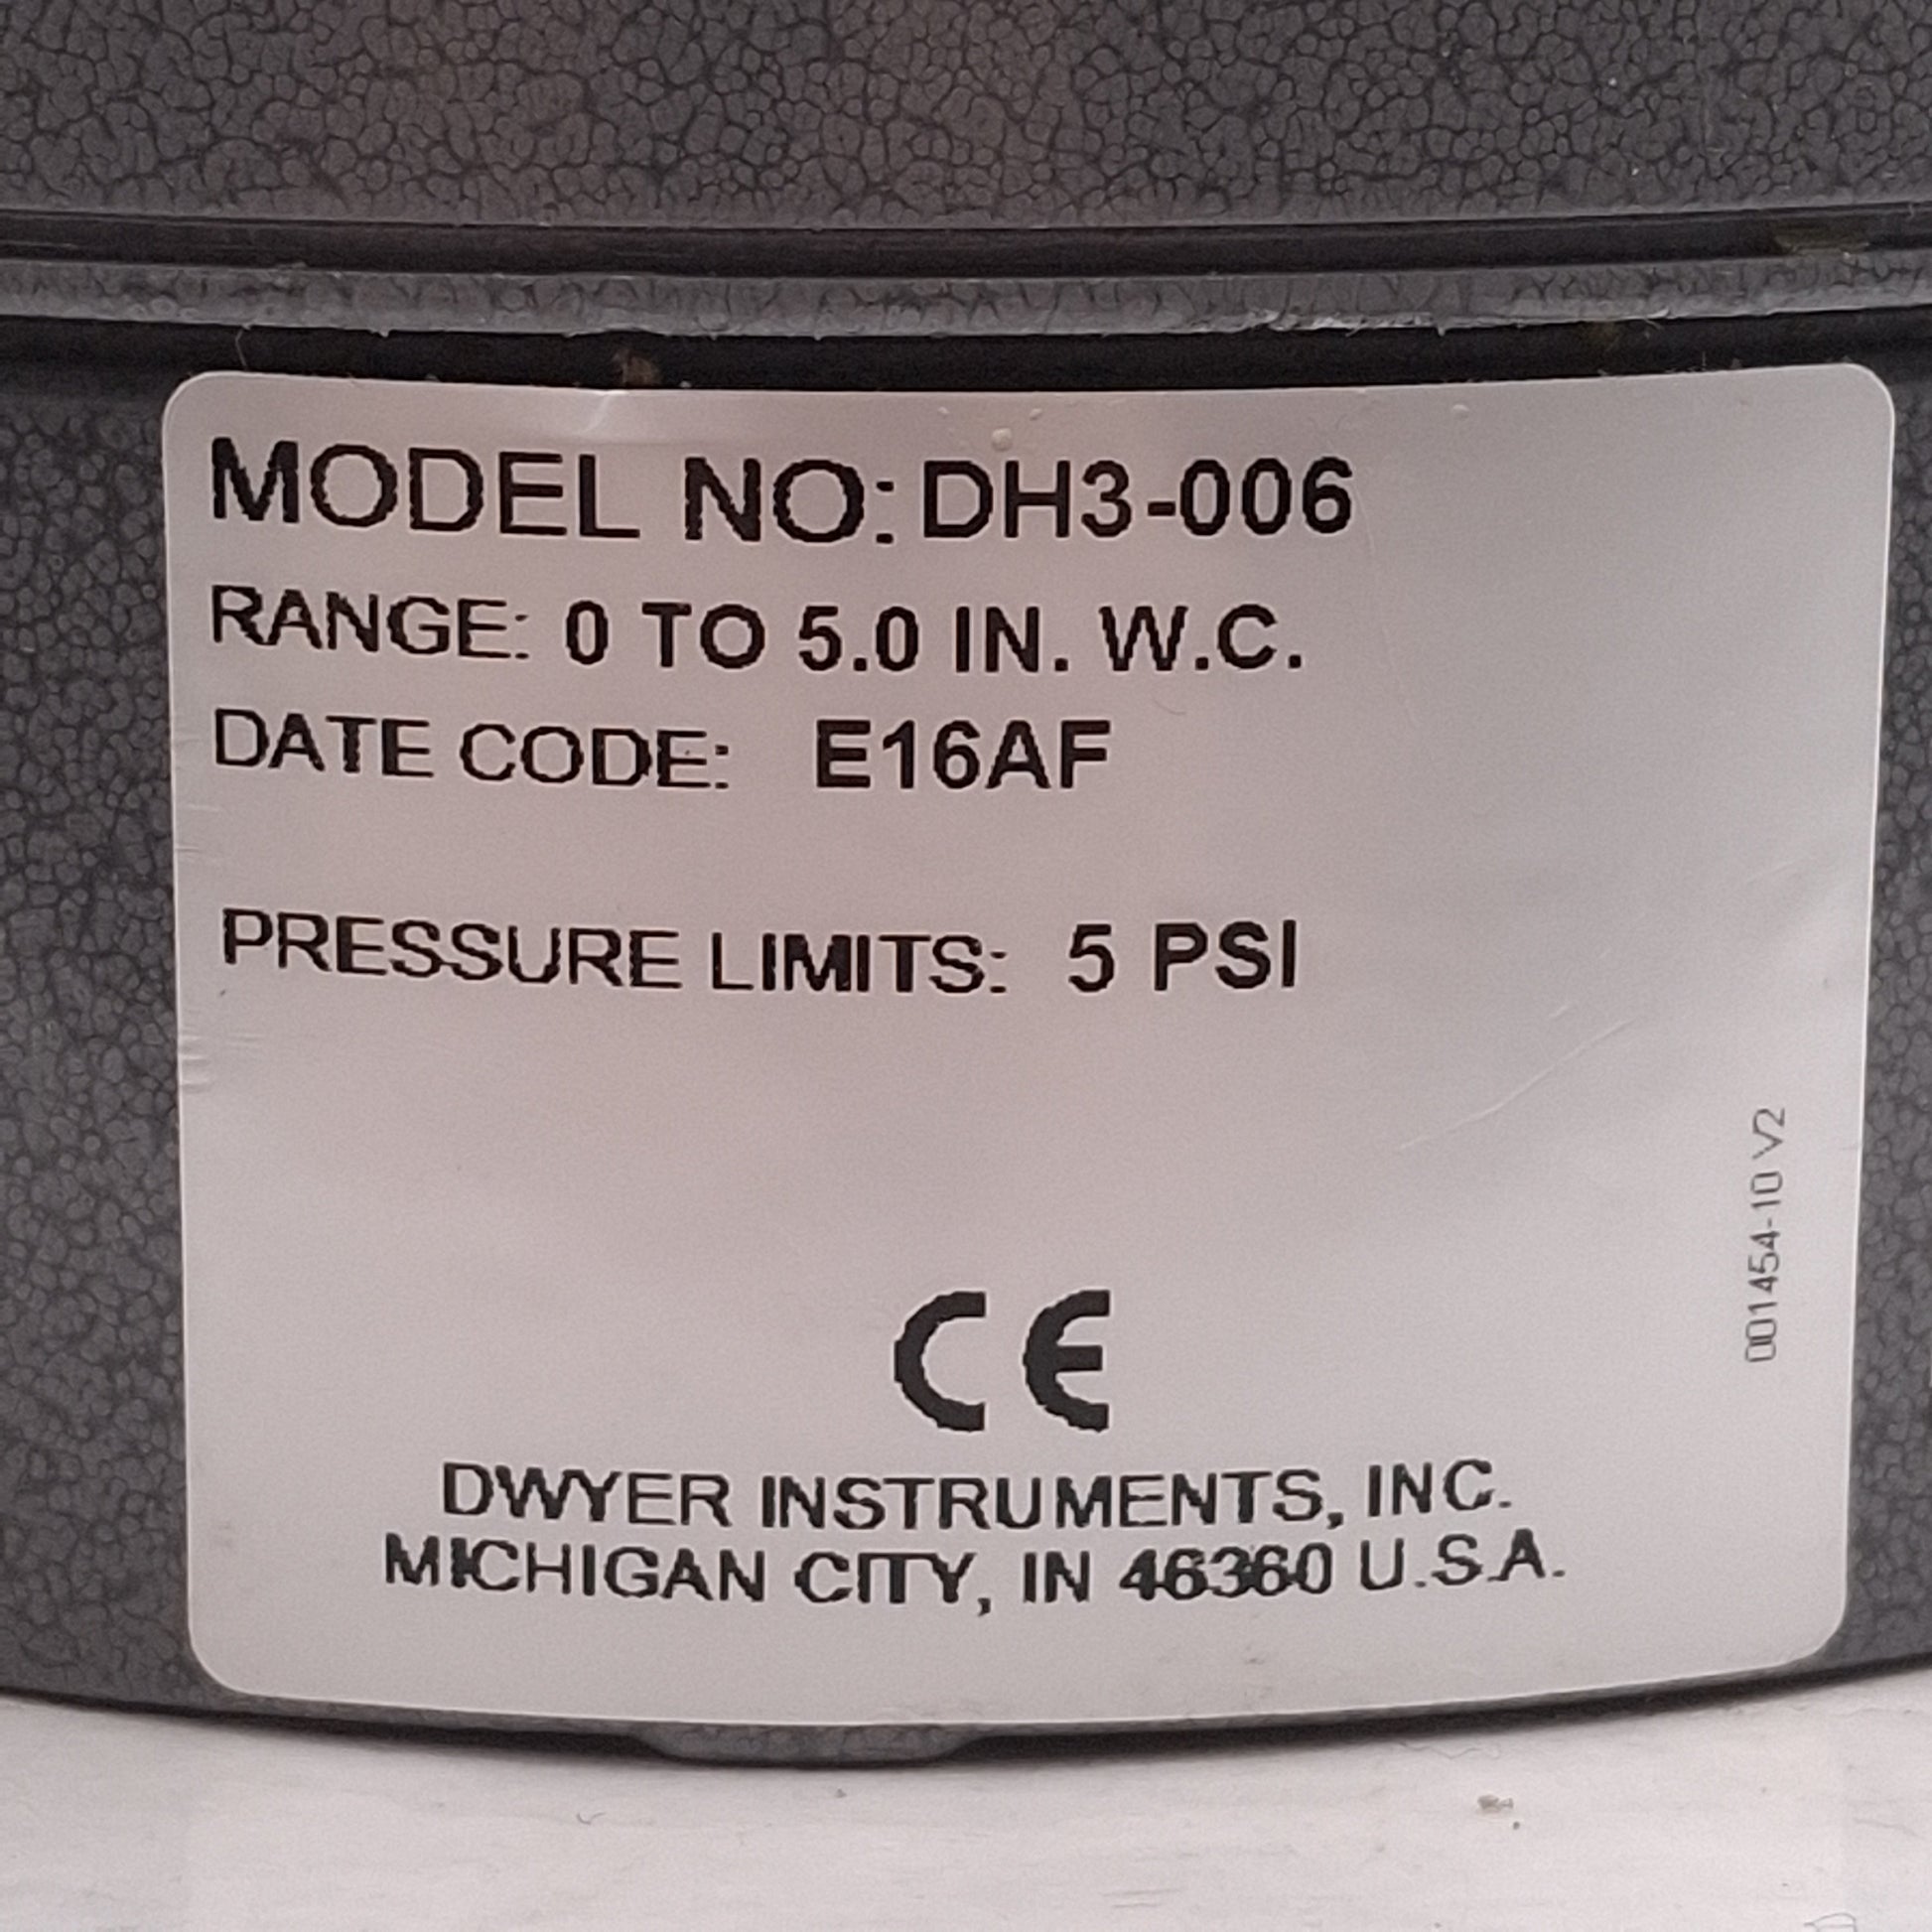 MODEL NO: DH3-006
RANGE: 0 TO 5.0 IN. W.C.
DATE CODE: E16AF
PRESSURE LIMITS: 5 PSI
001454-10 V2
CE
DWYER INSTRUMENTS, INC.
MICHIGAN CITY, IN 46360 U.S.A.